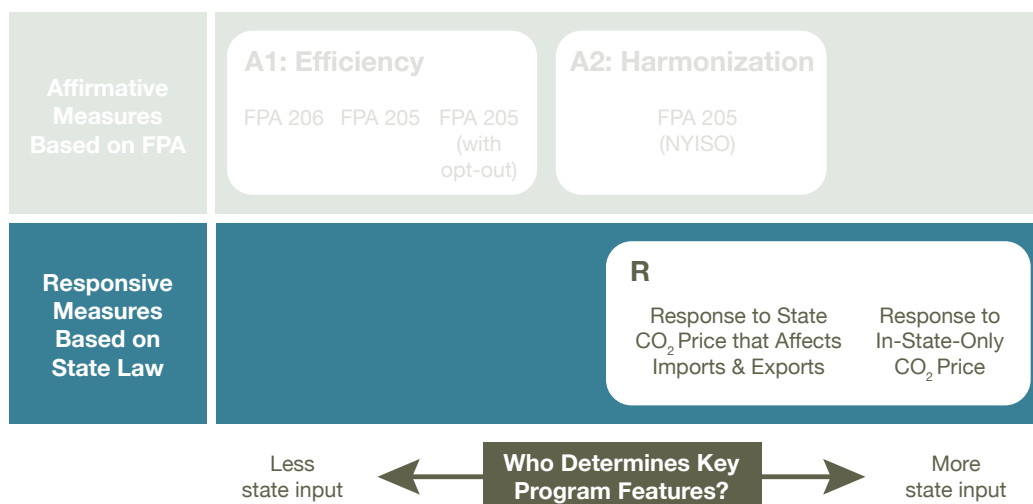 Affirmative
Measures
Based on FPA
A1: Efficiency
FPA 206
FPA 205
FPA 205
(with
opt-out)
A2: Harmonization
FPA 205
(NYISO)
Responsive
Measures
Based on
State Law
R
Response to State
CO₂ Price that Affects
Imports & Exports
Response to
In-State-Only
CO₂ Price
Less
state input
Who Determines Key
Program Features?
More
state input